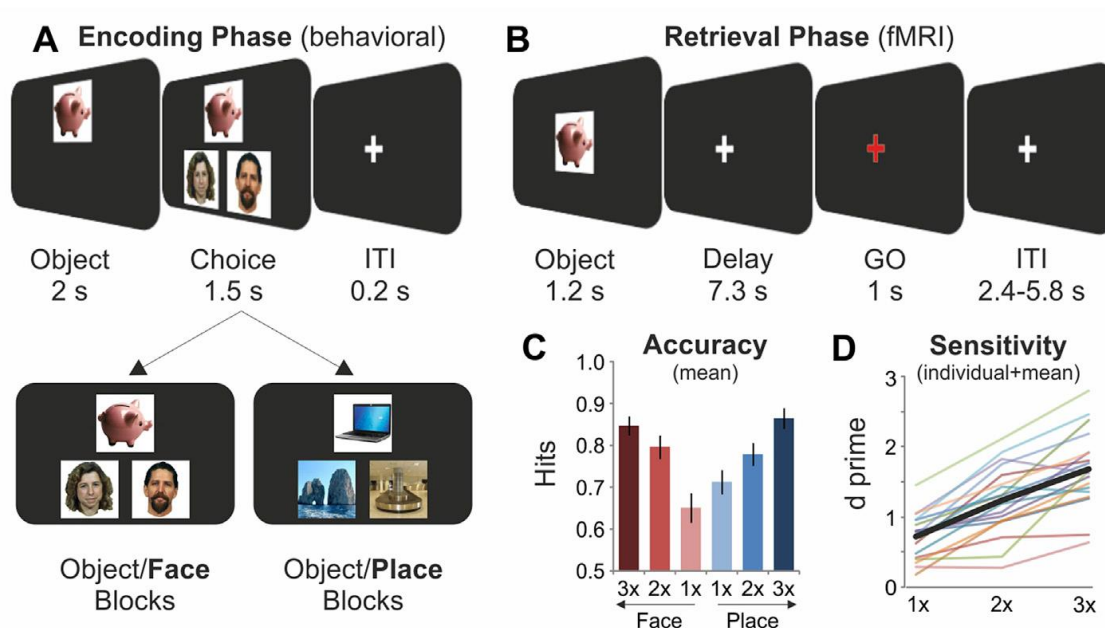 A Encoding Phase (behavioral)
Object
2 s
Choice
1.5 s
ITI
0.2 s
Object/Face
Blocks
Object/Place
Blocks
B Retrieval Phase (fMRI)
Object
1.2 s
Delay
7.3 s
GO
1 s
ITI
2.4-5.8 s
C Accuracy
(mean)
Hits
1.0
0.9
0.8
0.7
0.6
0.5
3x 2x 1x 1x 2x 3x
Face Place
D Sensitivity
(individual+mean)
d prime
3
2
1
0
1x 2x 3x